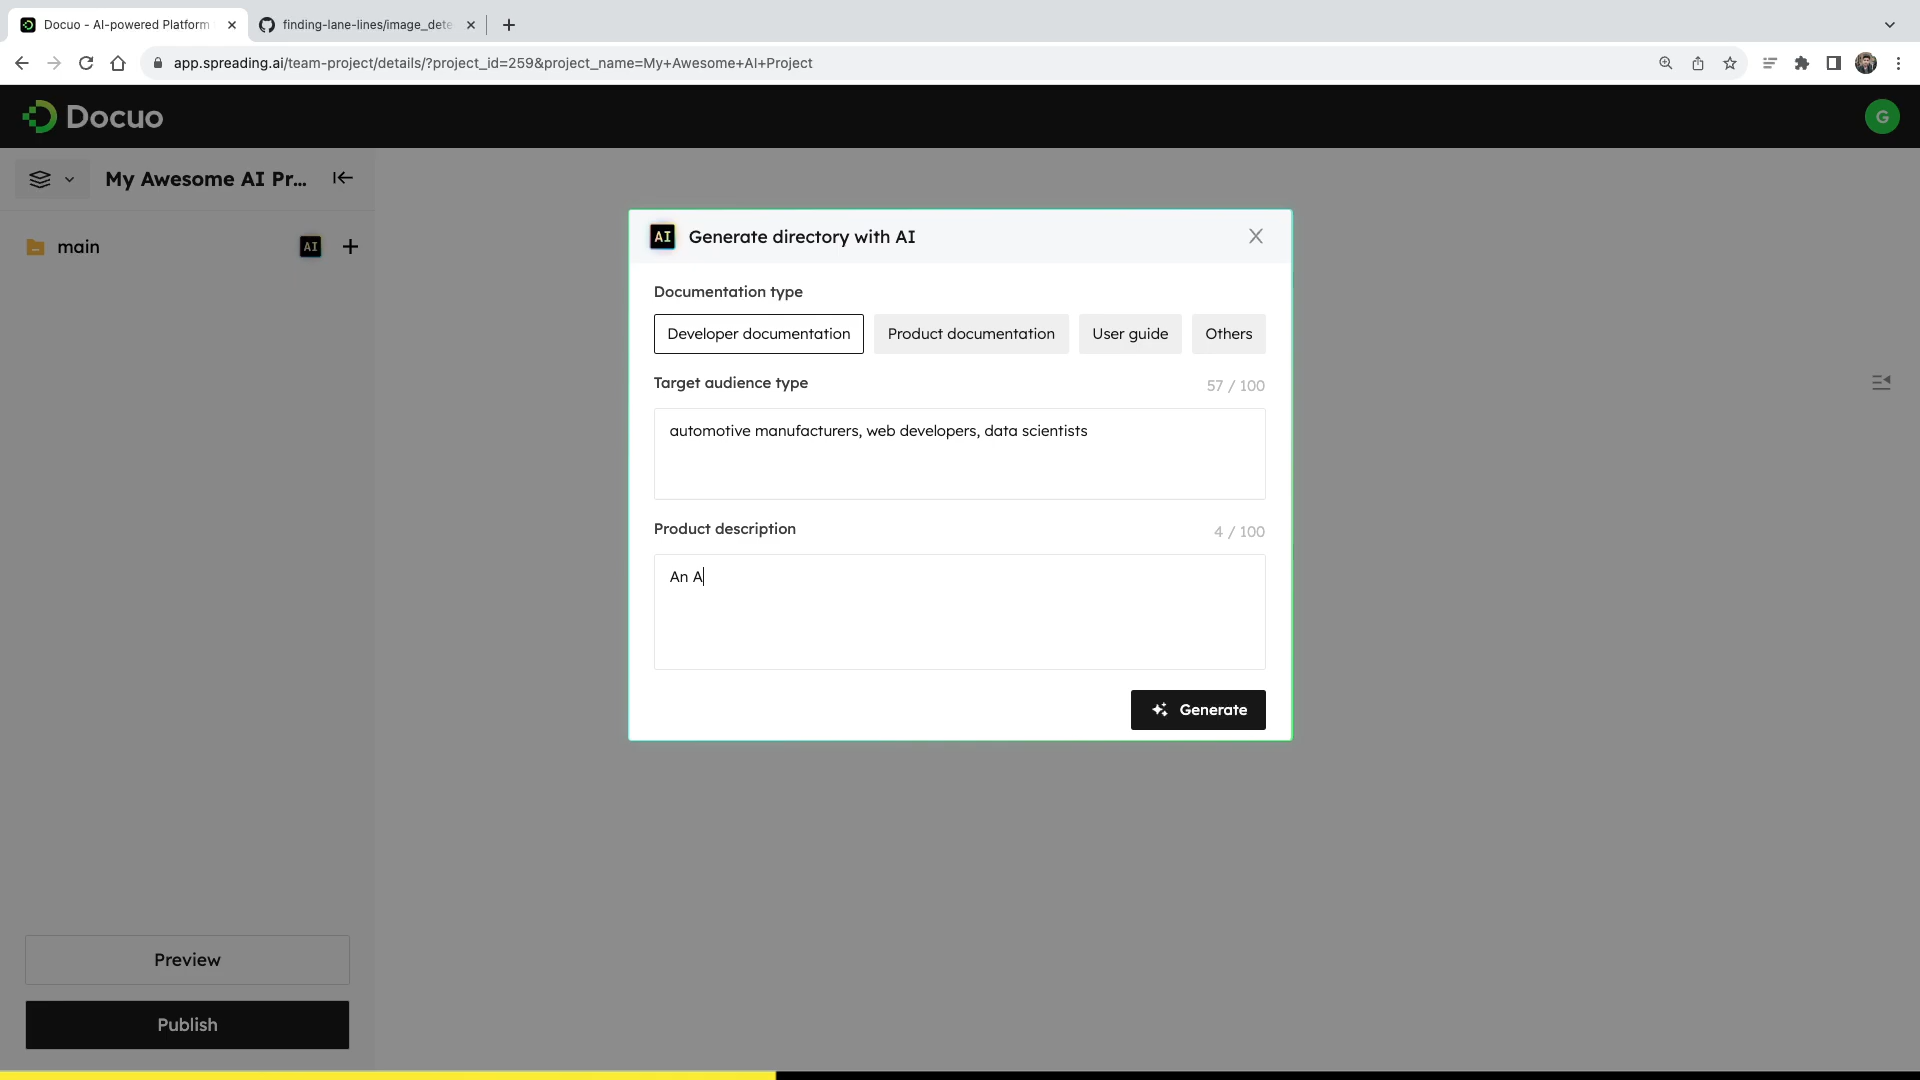 Docuo - AI-powered Platform
finding-lane-lines/image_dete
app.spreading.ai/team-project/details/?project_id=259&project_name=My+Awesome+AI+Project
Docuo
G
My Awesome AI Pr...
main
AI
AI
Generate directory with AI
Documentation type
Developer documentation
Product documentation
User guide
Others
Target audience type
57 / 100
automotive manufacturers, web developers, data scientists
Product description
4 / 100
An A
Generate
Preview
Publish